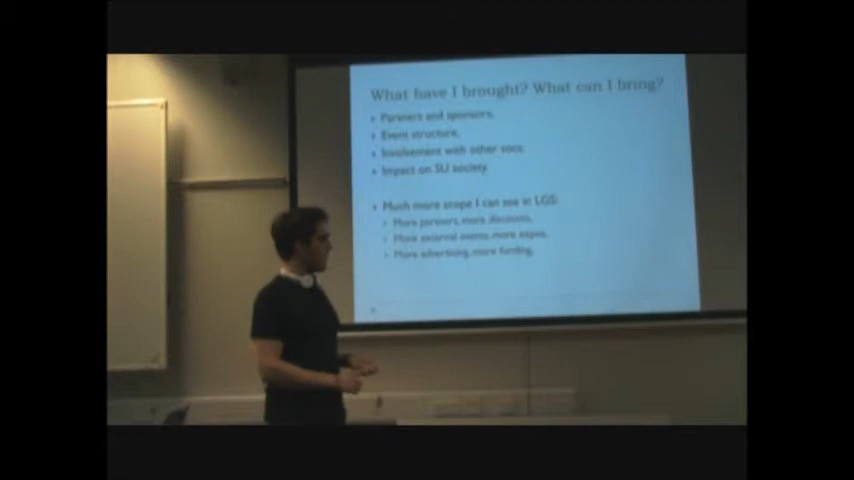 What have I brought? What can I bring?
Partners and sponsors,
Event structure,
Involvement with other socs.
Impact on SU society.
Much more scope I can see in LGS:
More partners, more discounts,
More external events, more expos,
More advertising, more funding,